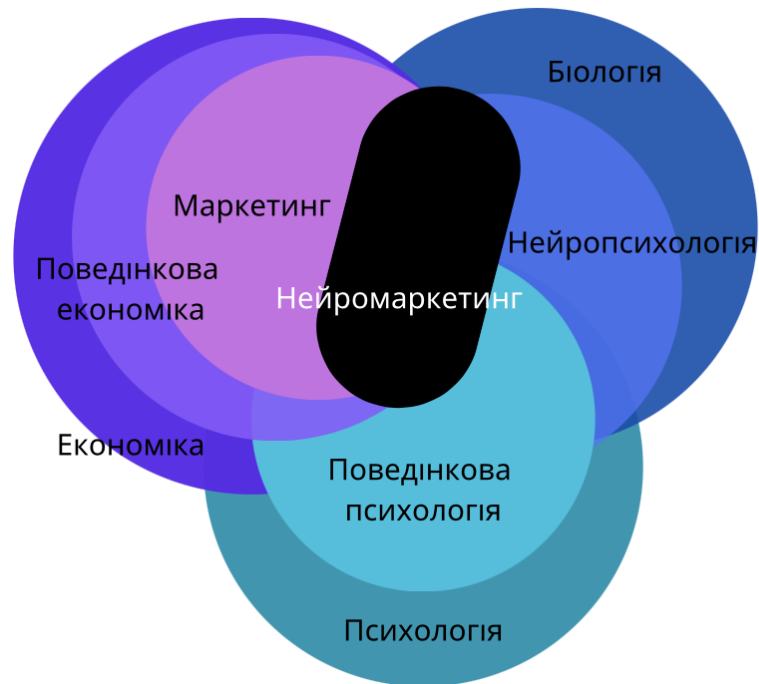 Біологія
Маркетинг
Нейропсихологія
Поведінкова
економіка
Нейромаркетинг
Економіка
Поведінкова
психологія
Психологія